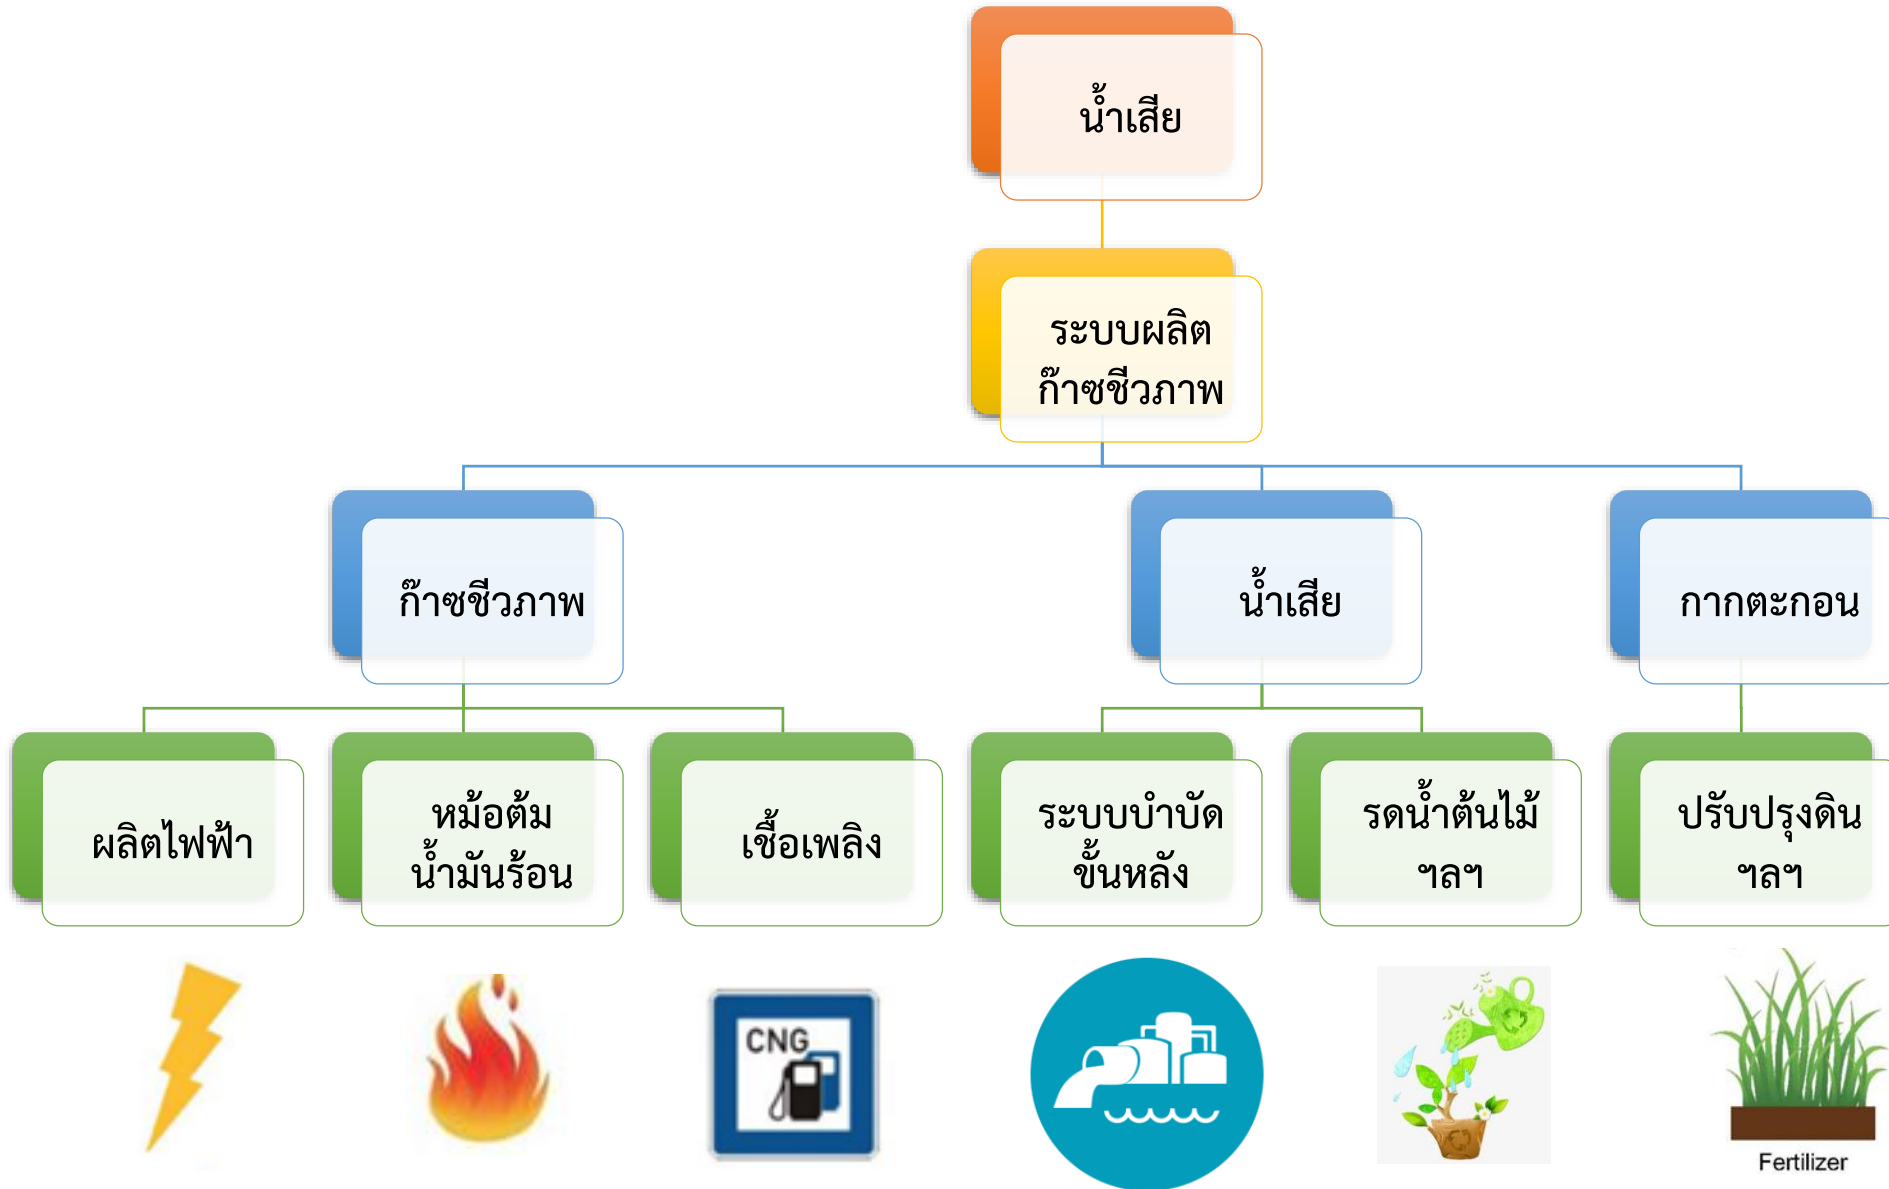 น้ำเสีย
ระบบผลิต
ก๊าซชีวภาพ
ก๊าซชีวภาพ
น้ำเสีย
กากตะกอน
ผลิตไฟฟ้า
หม้อต้ม
น้ำมันร้อน
เชื้อเพลิง
ระบบบำบัด
ขั้นหลัง
รดน้ำต้นไม้
ฯลฯ
ปรับปรุงดิน
ฯลฯ
CNG
Fertilizer